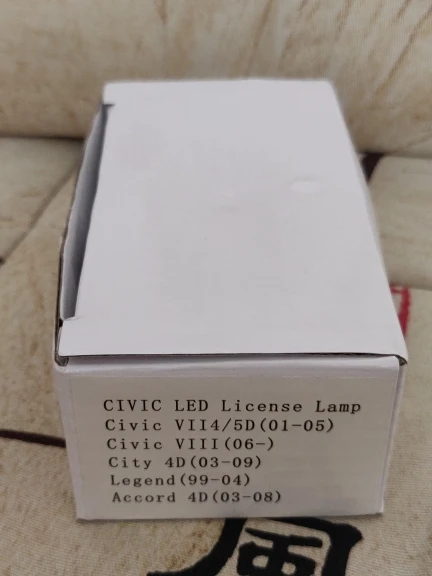 CIVIC LED License Lamp
Civic VII4/5D(01-05)
Civic VIII(06-)
City 4D(03-09)
Legend(99-04)
Accord 4D(03-08)